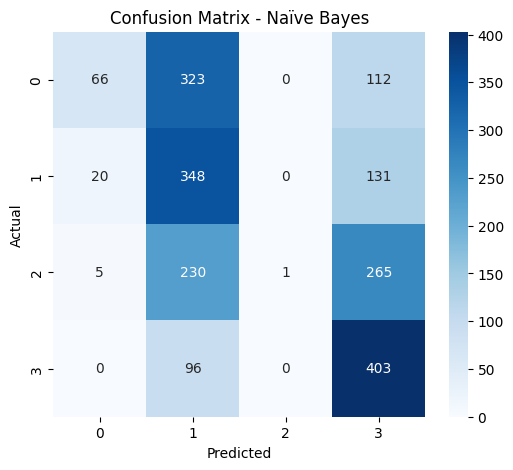 Confusion Matrix - Naïve Bayes
0 66 323 0 112
1 20 348 0 131
2 5 230 1 265
3 0 96 0 403
0 1 2 3
Actual
Predicted
400
350
300
250
200
150
100
50
0